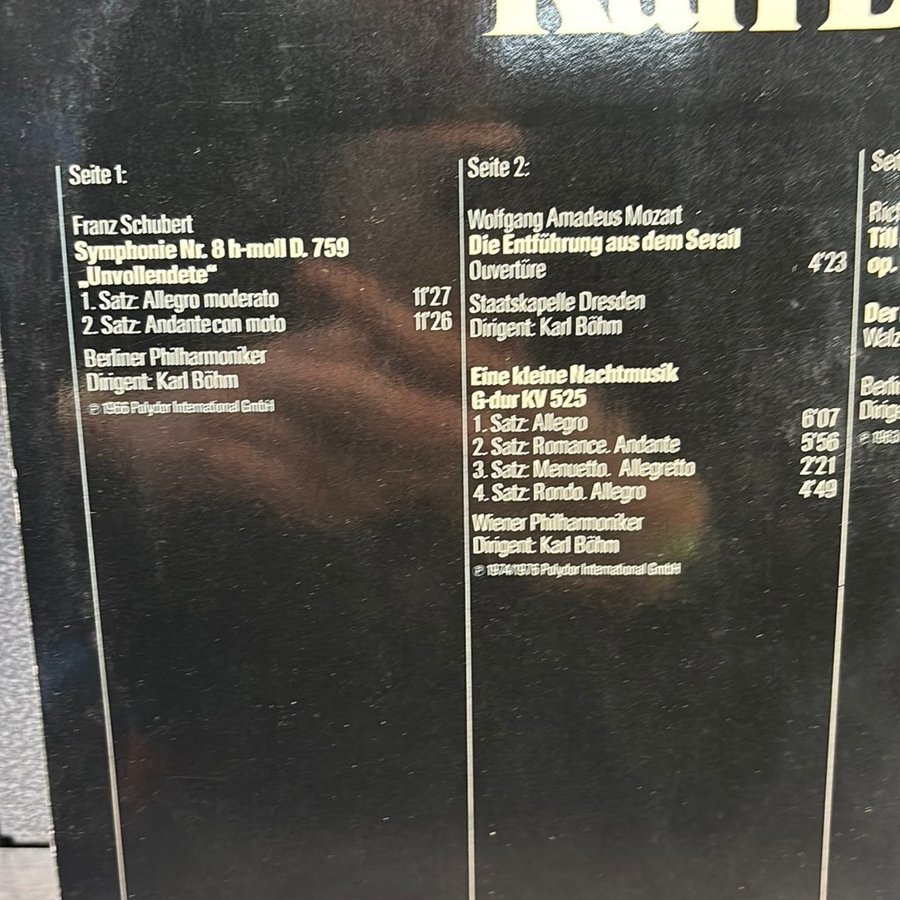 Seite 1:
Franz Schubert
Symphonie Nr. 8 h-moll D. 759
„Unvollendete“
1. Satz: Allegro moderato 11'27
2. Satz: Andante con moto 11'26
Berliner Philharmoniker
Dirigent: Karl Böhm
℗ 1966 Polydor International GmbH
Seite 2:
Wolfgang Amadeus Mozart
Die Entführung aus dem Serail
Ouvertüre 4'23
Staatskapelle Dresden
Dirigent: Karl Böhm
Eine kleine Nachtmusik
G-dur KV 525
1. Satz: Allegro 6'07
2. Satz: Romance. Andante 5'56
3. Satz: Menuetto. Allegretto 2'21
4. Satz: Rondo. Allegro 4'49
Wiener Philharmoniker
Dirigent: Karl Böhm
℗ 1974/1976 Polydor International GmbH
Till
op.
Der